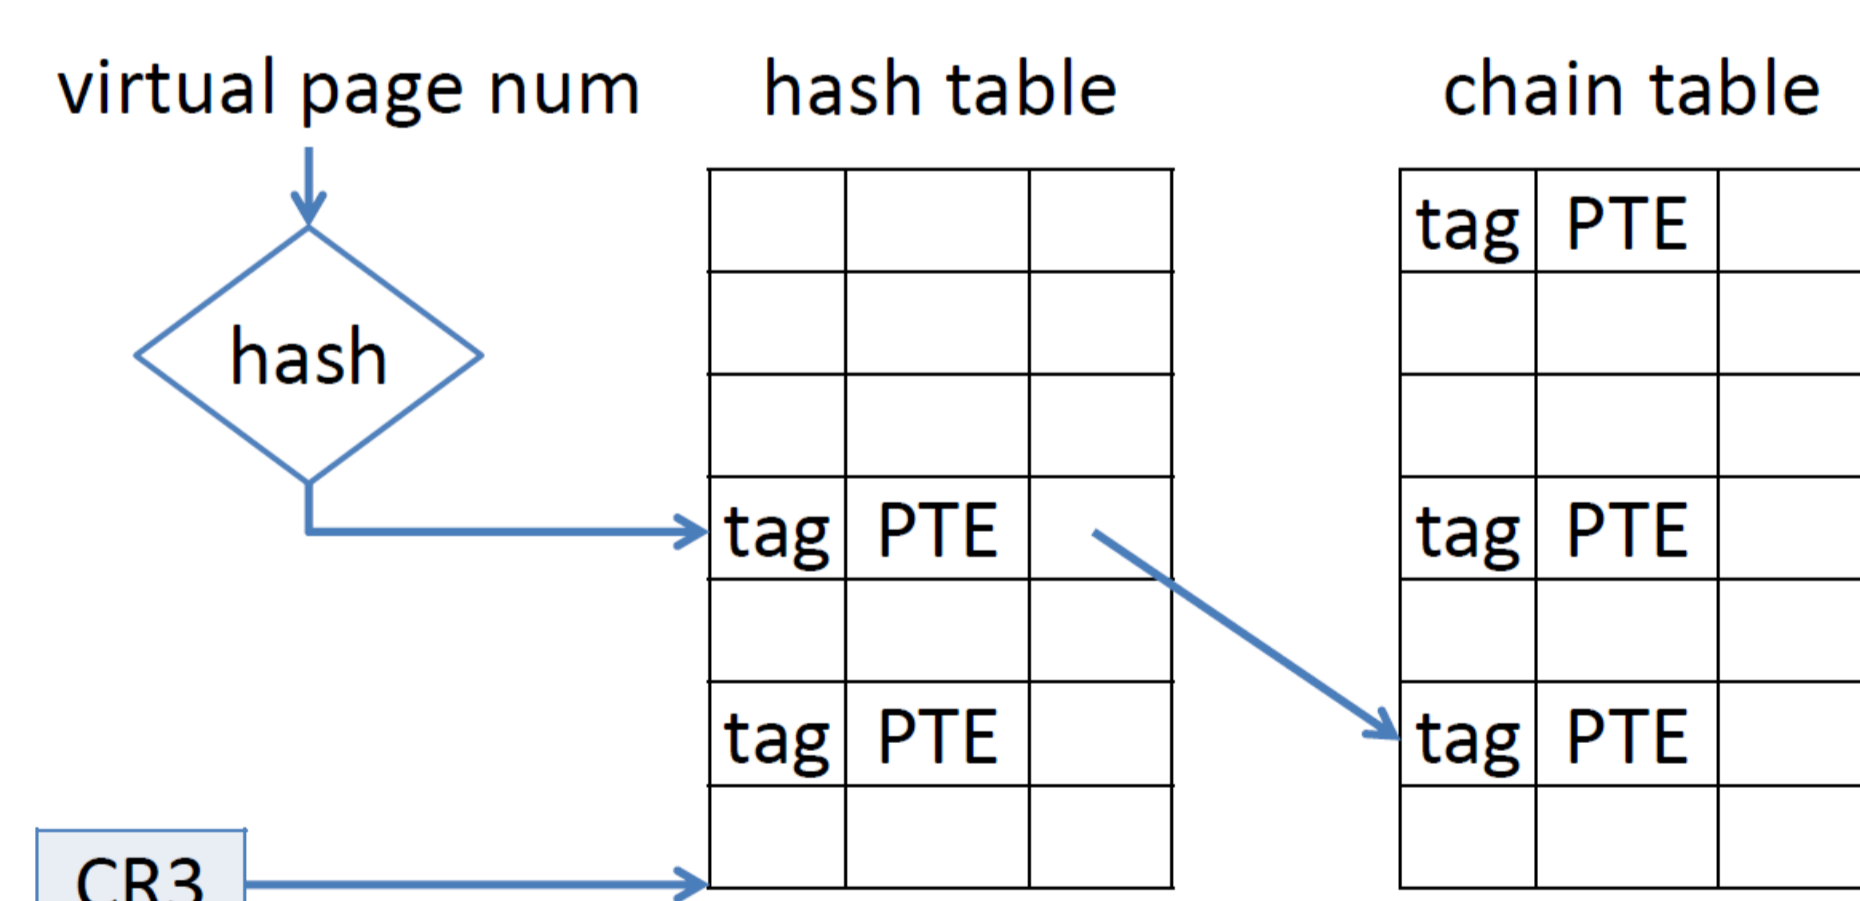 virtual page num
hash table
chain table
tag PTE
hash
tag PTE
tag PTE
tag PTE
tag PTE
CR3